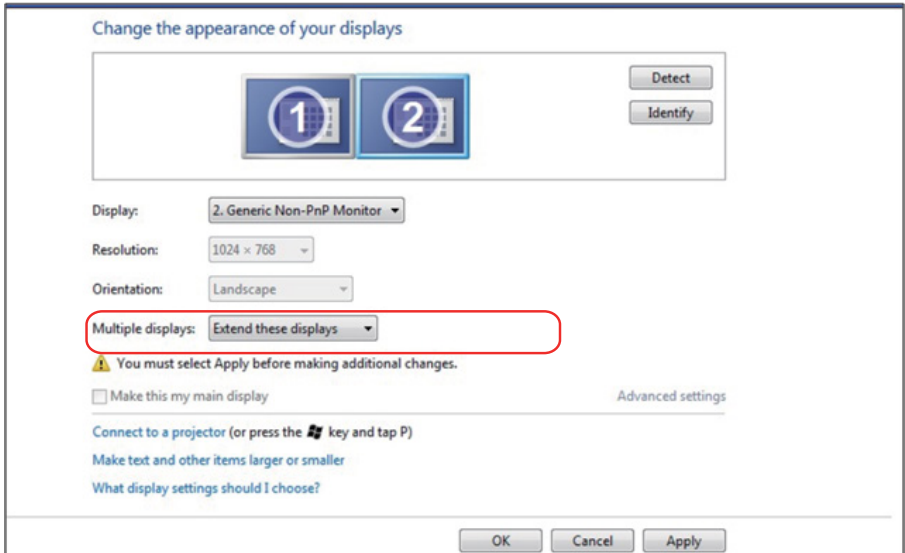 Change the appearance of your displays
1 2
Detect
Identify
Display: 2. Generic Non-PnP Monitor
Resolution: 1024 × 768
Orientation: Landscape
Multiple displays: Extend these displays
You must select Apply before making additional changes.
Make this my main display Advanced settings
Connect to a projector (or press the key and tap P)
Make text and other items larger or smaller
What display settings should I choose?
OK Cancel Apply